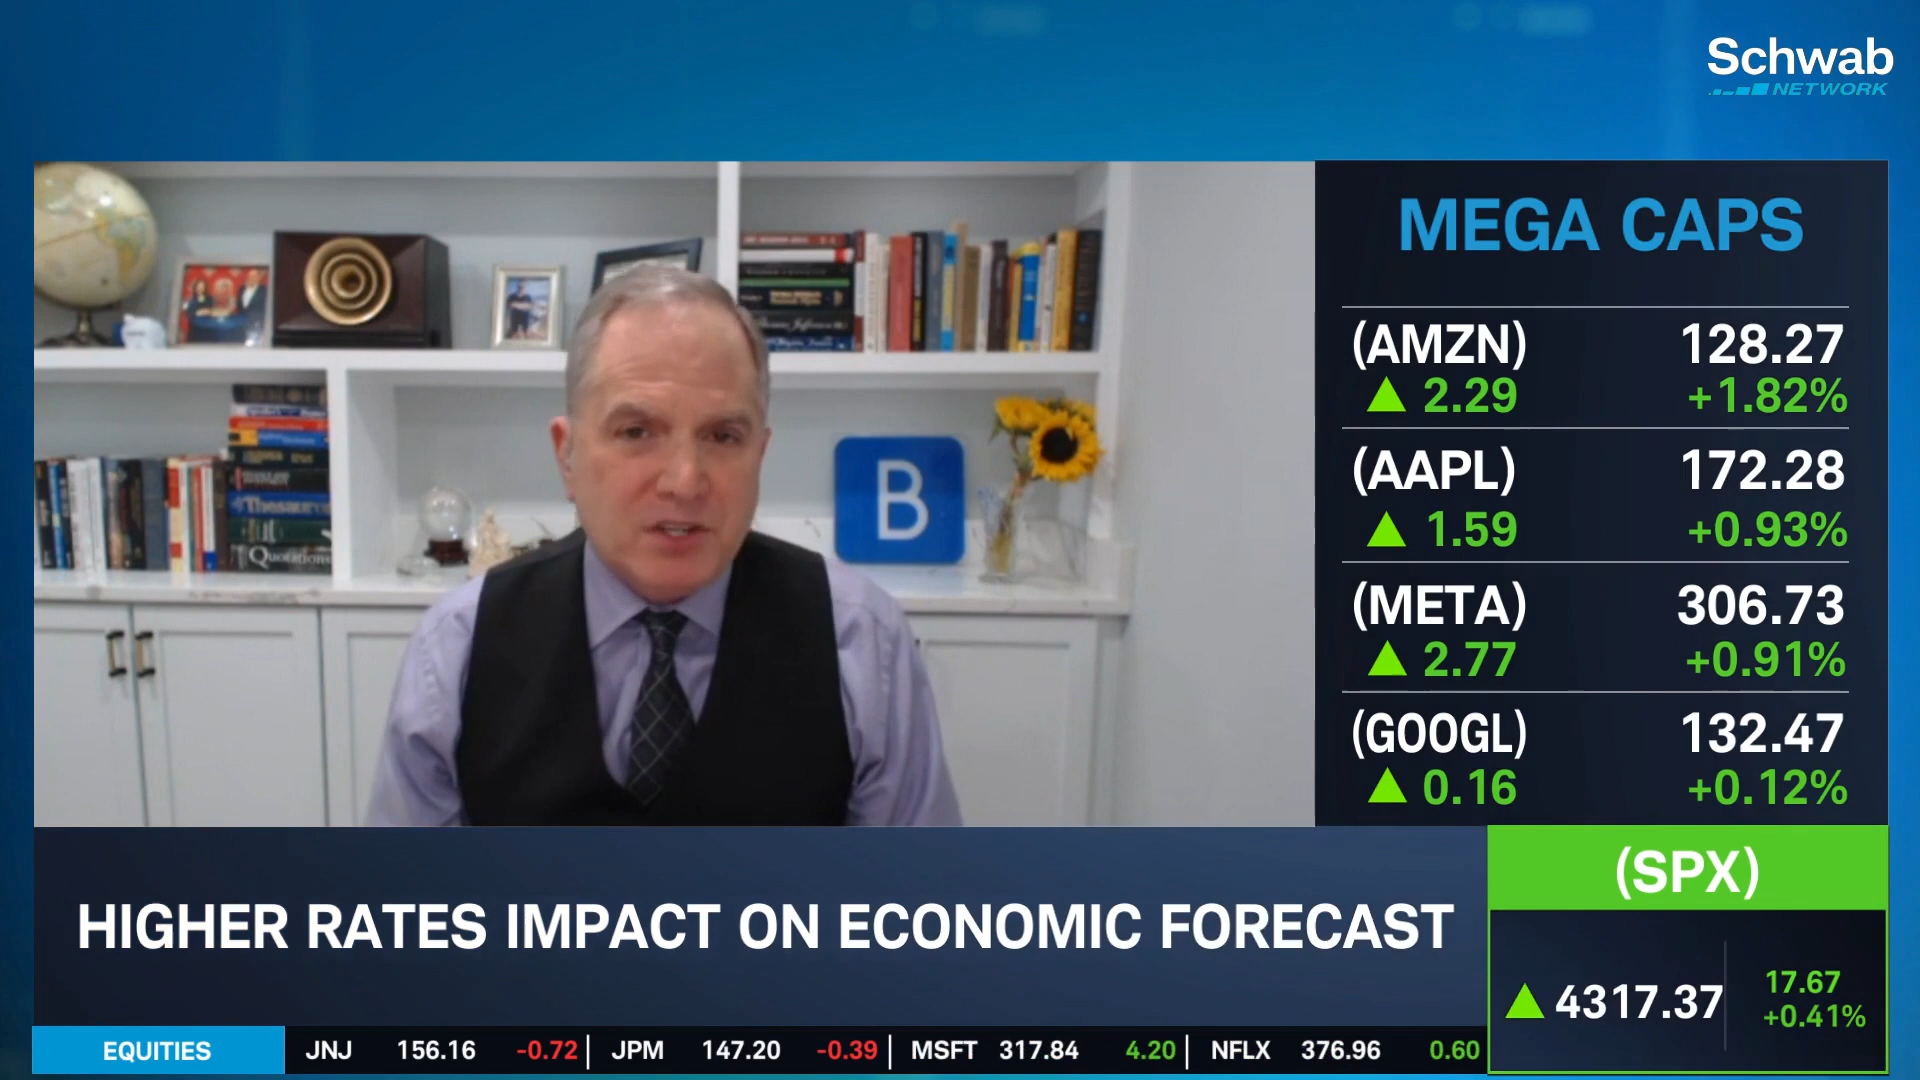 Schwab
NETWORK
MEGA CAPS
(AMZN) 128.27
▲ 2.29 +1.82%
(AAPL) 172.28
▲ 1.59 +0.93%
(META) 306.73
▲ 2.77 +0.91%
(GOOGL) 132.47
▲ 0.16 +0.12%
Thesaurus
Quotations
B
HIGHER RATES IMPACT ON ECONOMIC FORECAST
(SPX)
▲ 4317.37 17.67
+0.41%
EQUITIES JNJ 156.16 -0.72 | JPM 147.20 -0.39 | MSFT 317.84 4.20 | NFLX 376.96 0.60